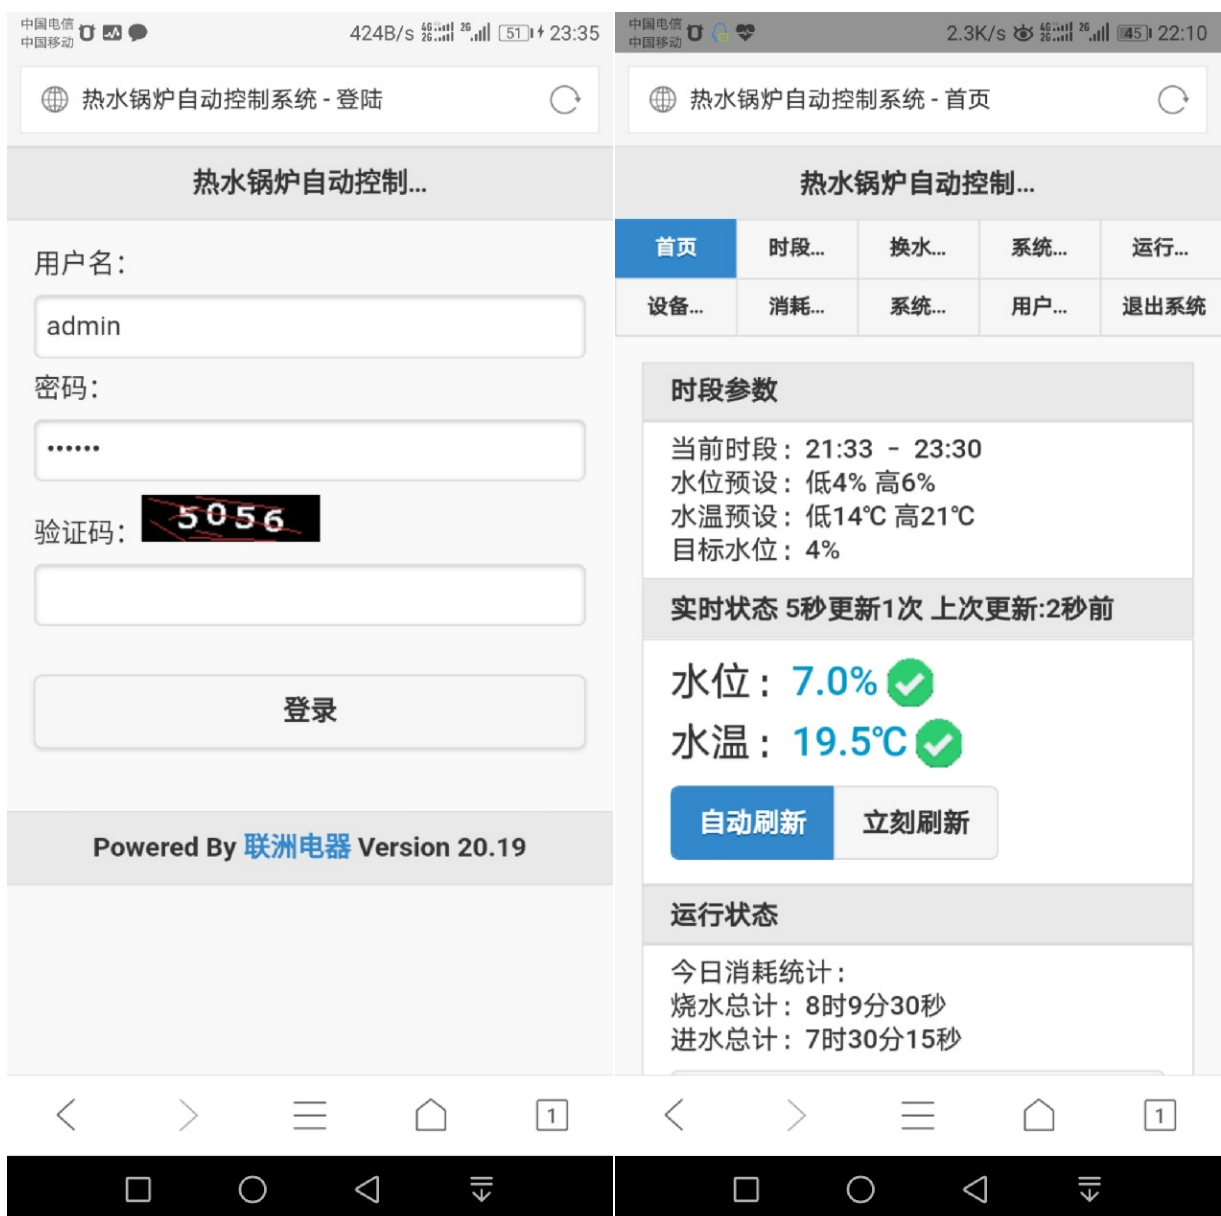 中国电信
中国移动
424B/s 4G 2G 2G 51 23:35
热水锅炉自动控制系统 - 登陆
热水锅炉自动控制...
用户名：
admin
密码：
••••••
验证码： 5056
登录
Powered By 联洲电器 Version 20.19
1
中国电信
中国移动
2.3K/s 4G 2G 2G 45 22:10
热水锅炉自动控制系统 - 首页
热水锅炉自动控制...
首页 时段... 换水... 系统... 运行...
设备... 消耗... 系统... 用户... 退出系统
时段参数
当前时段：21:33 - 23:30
水位预设：低4% 高6%
水温预设：低14℃ 高21℃
目标水位：4%
实时状态 5秒更新1次 上次更新:2秒前
水位：7.0%
水温：19.5℃
自动刷新 立刻刷新
运行状态
今日消耗统计：
烧水总计：8时9分30秒
进水总计：7时30分15秒
1